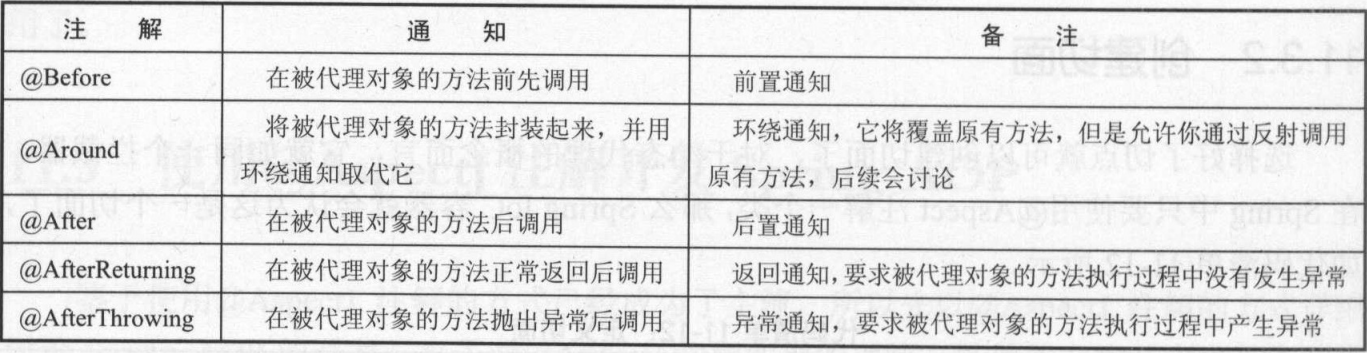 注 解 通 知 备 注
@Before 在被代理对象的方法前先调用 前置通知
@Around 将被代理对象的方法封装起来，并用环绕通知取代它 环绕通知，它将覆盖原有方法，但是允许你通过反射调用原有方法，后续会讨论
@After 在被代理对象的方法后调用 后置通知
@AfterReturning 在被代理对象的方法正常返回后调用 返回通知，要求被代理对象的方法执行过程中没有发生异常
@AfterThrowing 在被代理对象的方法抛出异常后调用 异常通知，要求被代理对象的方法执行过程中产生异常